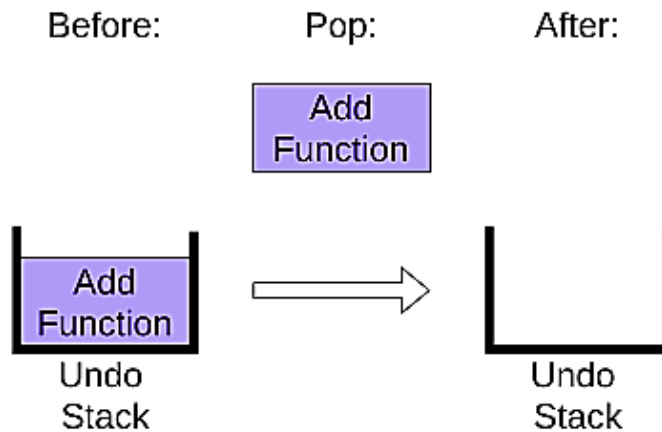 Before:
Pop:
After:
Add
Function
Add
Function
Undo
Stack
Undo
Stack